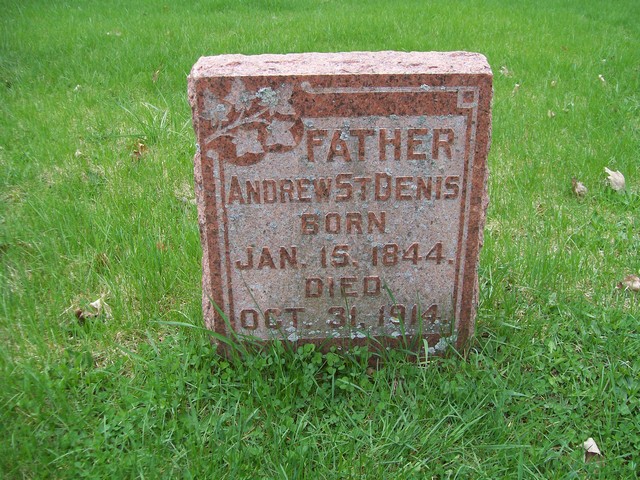 FATHER
ANDREW ST DENIS
BORN
JAN. 15. 1844.
DIED
OCT. 31. 1914.